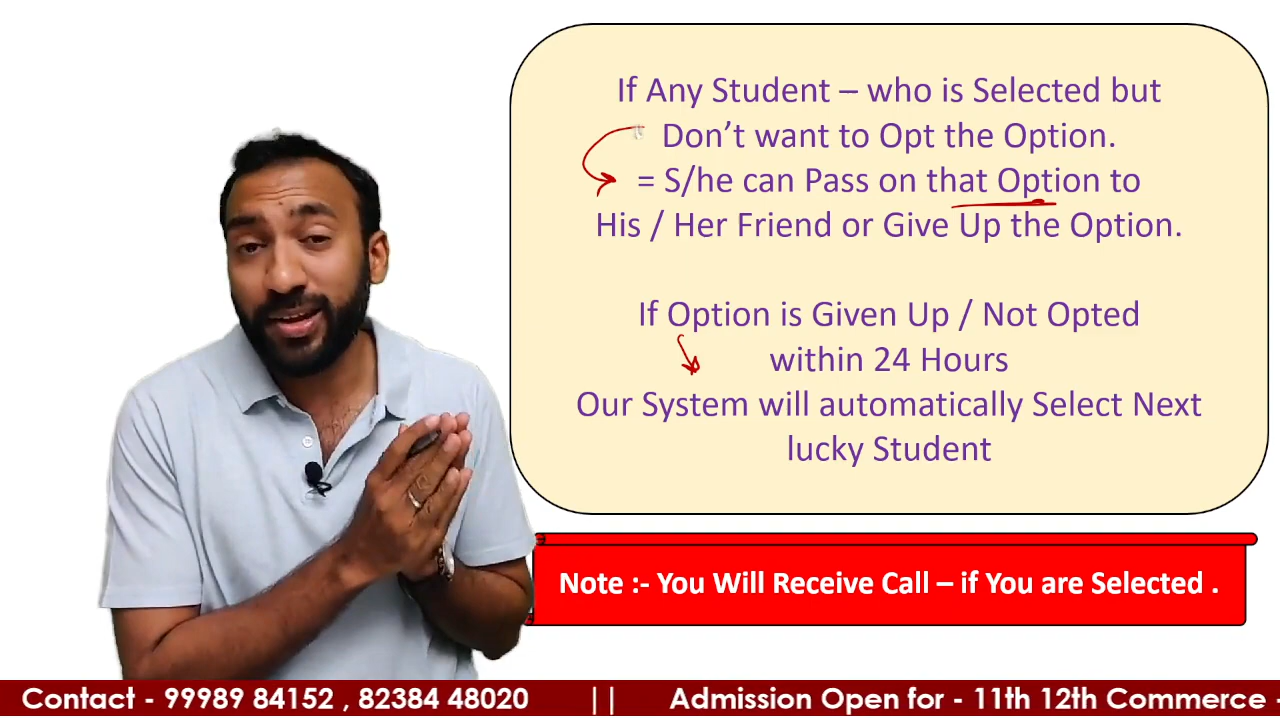 If Any Student – who is Selected but
Don’t want to Opt the Option.
= S/he can Pass on that Option to
His / Her Friend or Give Up the Option.
If Option is Given Up / Not Opted
within 24 Hours
Our System will automatically Select Next
lucky Student
Note :- You Will Receive Call – if You are Selected .
Contact - 99989 84152 , 82384 48020 || Admission Open for - 11th 12th Commerce -